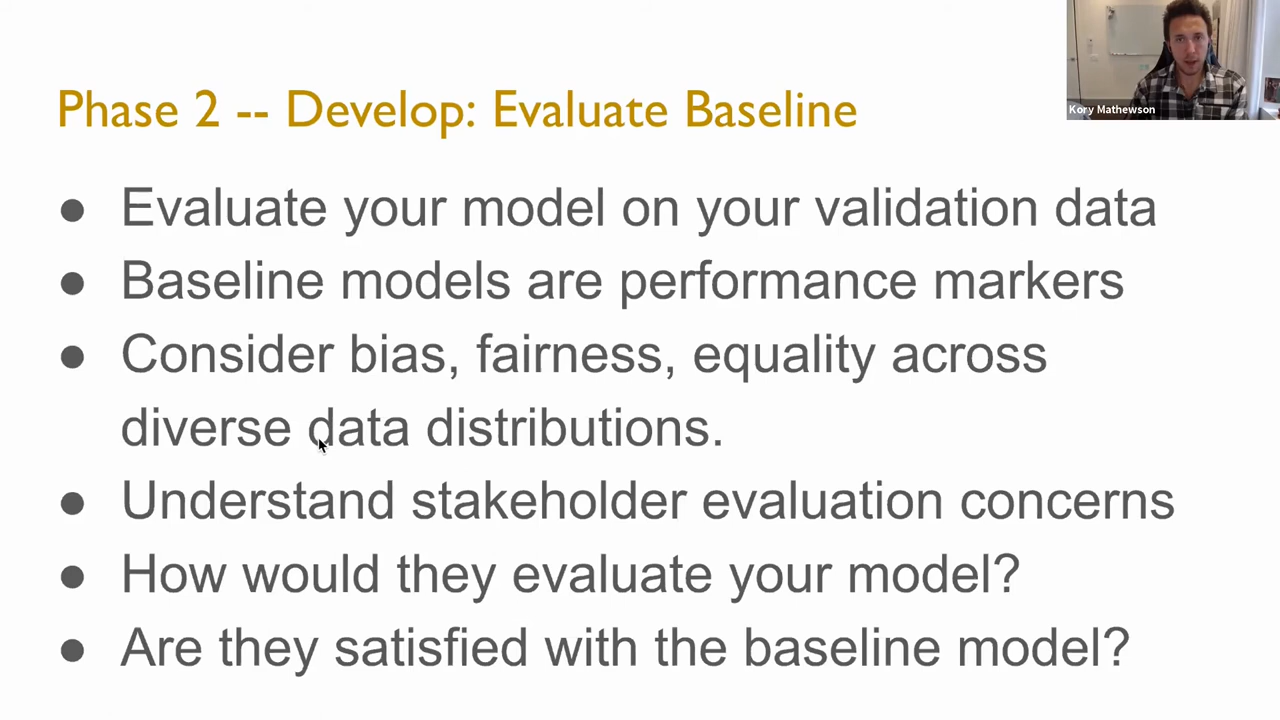 Phase 2 -- Develop: Evaluate Baseline
Kory Mathewson
● Evaluate your model on your validation data
● Baseline models are performance markers
● Consider bias, fairness, equality across
diverse data distributions.
● Understand stakeholder evaluation concerns
● How would they evaluate your model?
● Are they satisfied with the baseline model?